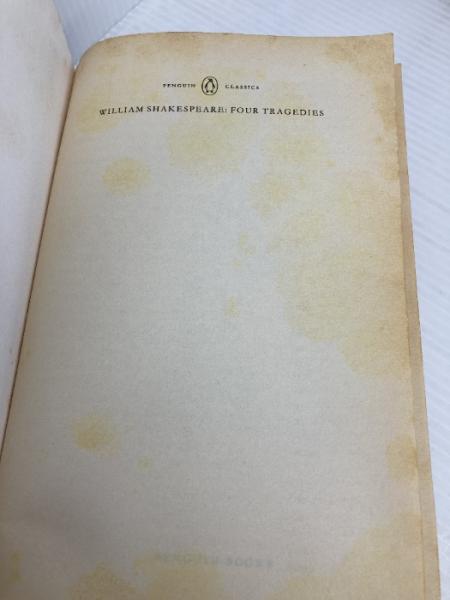 PENGUIN CLASSICS
WILLIAM SHAKESPEARE: FOUR TRAGEDIES
PENGUIN BOOKS